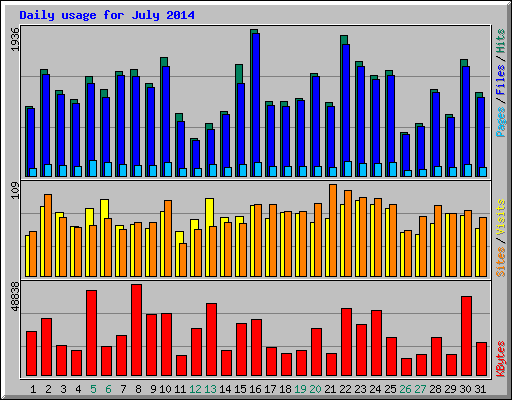 Daily usage for July 2014
1936
Pages / Files / Hits
109
Sites / Visits
48838
KBytes
1 2 3 4 5 6 7 8 9 10 11 12 13 14 15 16 17 18 19 20 21 22 23 24 25 26 27 28 29 30 31